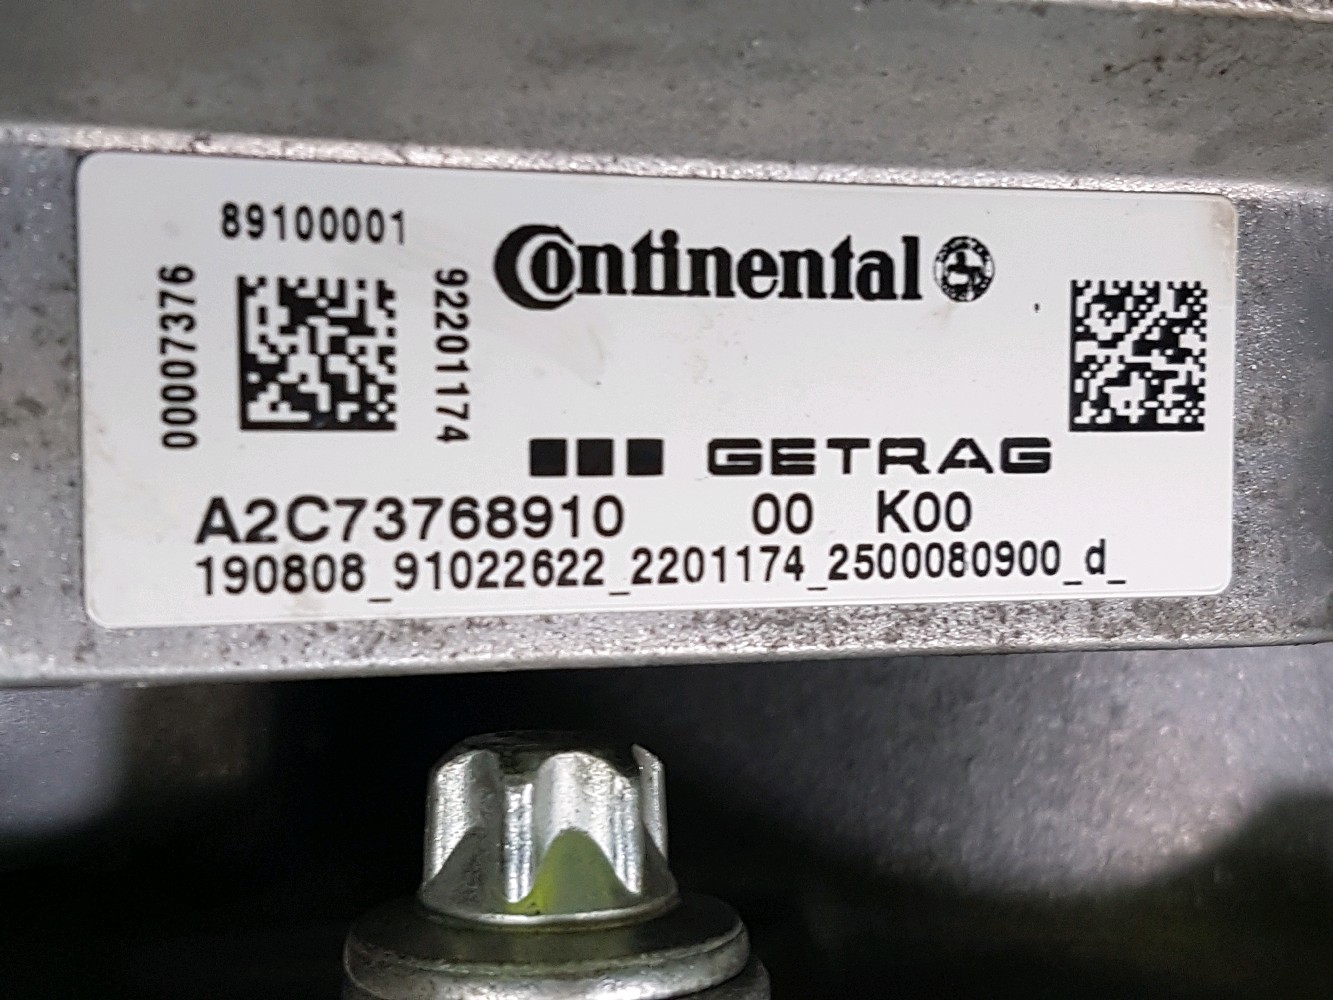 89100001
00007376
92201174
Continental
GETRAG
A2C73768910 00 K00
190808_91022622_2201174_2500080900_d_